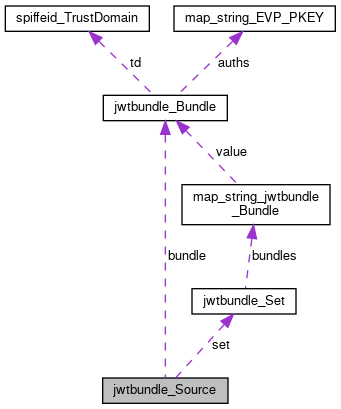 spiffeid_TrustDomain
map_string_EVP_PKEY
td
auths
jwtbundle_Bundle
value
map_string_jwtbundle
_Bundle
bundle
bundles
jwtbundle_Set
set
jwtbundle_Source